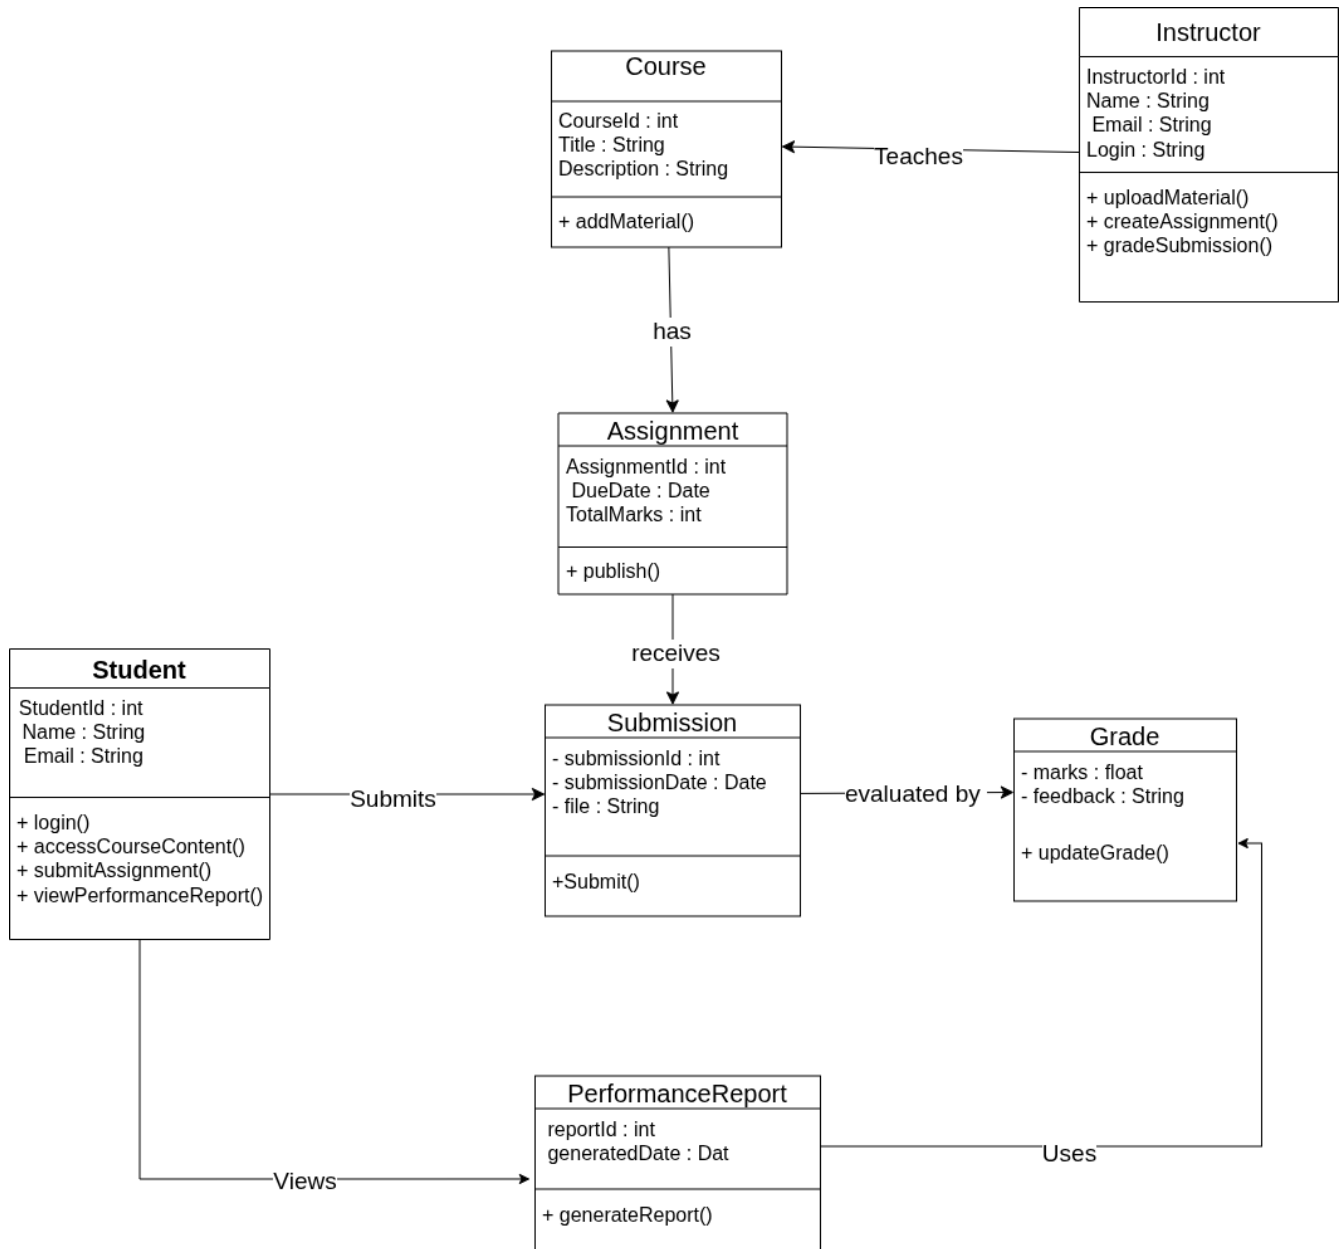 Instructor
InstructorId : int
Name : String
Email : String
Login : String
+ uploadMaterial()
+ createAssignment()
+ gradeSubmission()
Course
CourseId : int
Title : String
Description : String
+ addMaterial()
Teaches
has
Assignment
AssignmentId : int
DueDate : Date
TotalMarks : int
+ publish()
receives
Student
StudentId : int
Name : String
Email : String
+ login()
+ accessCourseContent()
+ submitAssignment()
+ viewPerformanceReport()
Submits
Submission
- submissionId : int
- submissionDate : Date
- file : String
+Submit()
evaluated by
Grade
- marks : float
- feedback : String
+ updateGrade()
PerformanceReport
reportId : int
generatedDate : Dat
+ generateReport()
Views
Uses